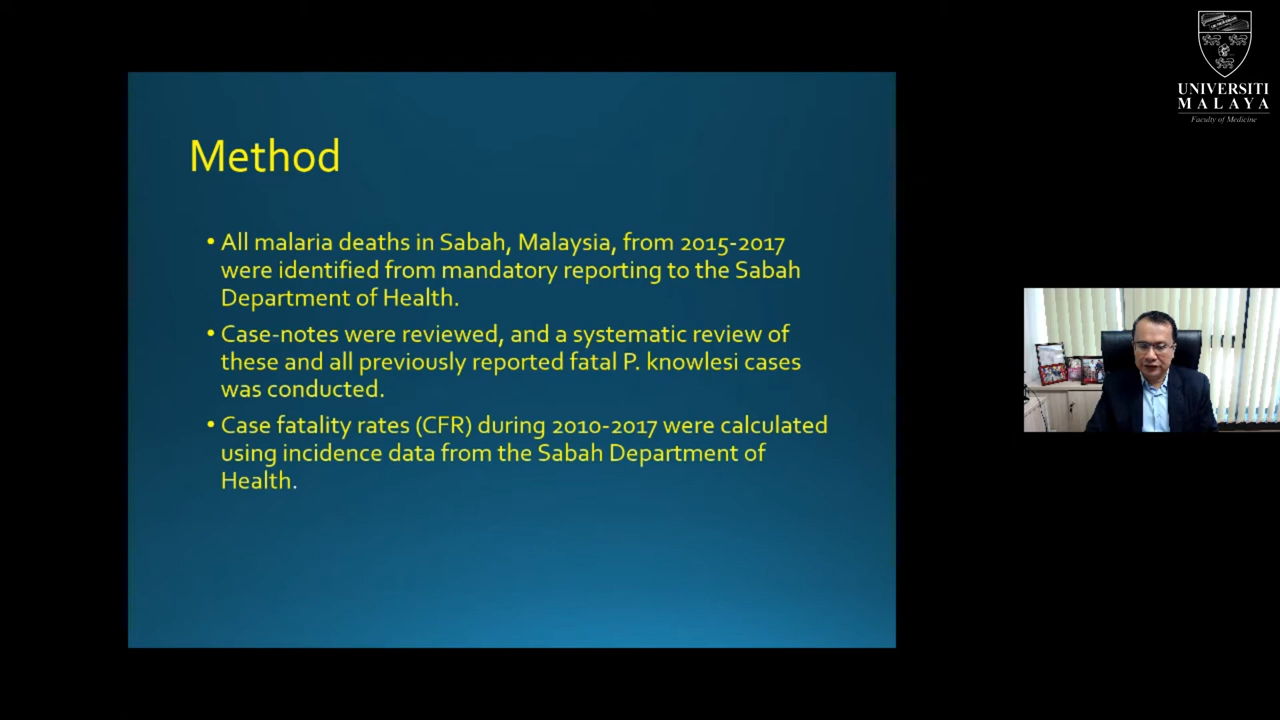 Method
• All malaria deaths in Sabah, Malaysia, from 2015-2017
were identified from mandatory reporting to the Sabah
Department of Health.
• Case-notes were reviewed, and a systematic review of
these and all previously reported fatal P. knowlesi cases
was conducted.
• Case fatality rates (CFR) during 2010-2017 were calculated
using incidence data from the Sabah Department of
Health.
UNIVERSITI
MALAYA
Faculty of Medicine